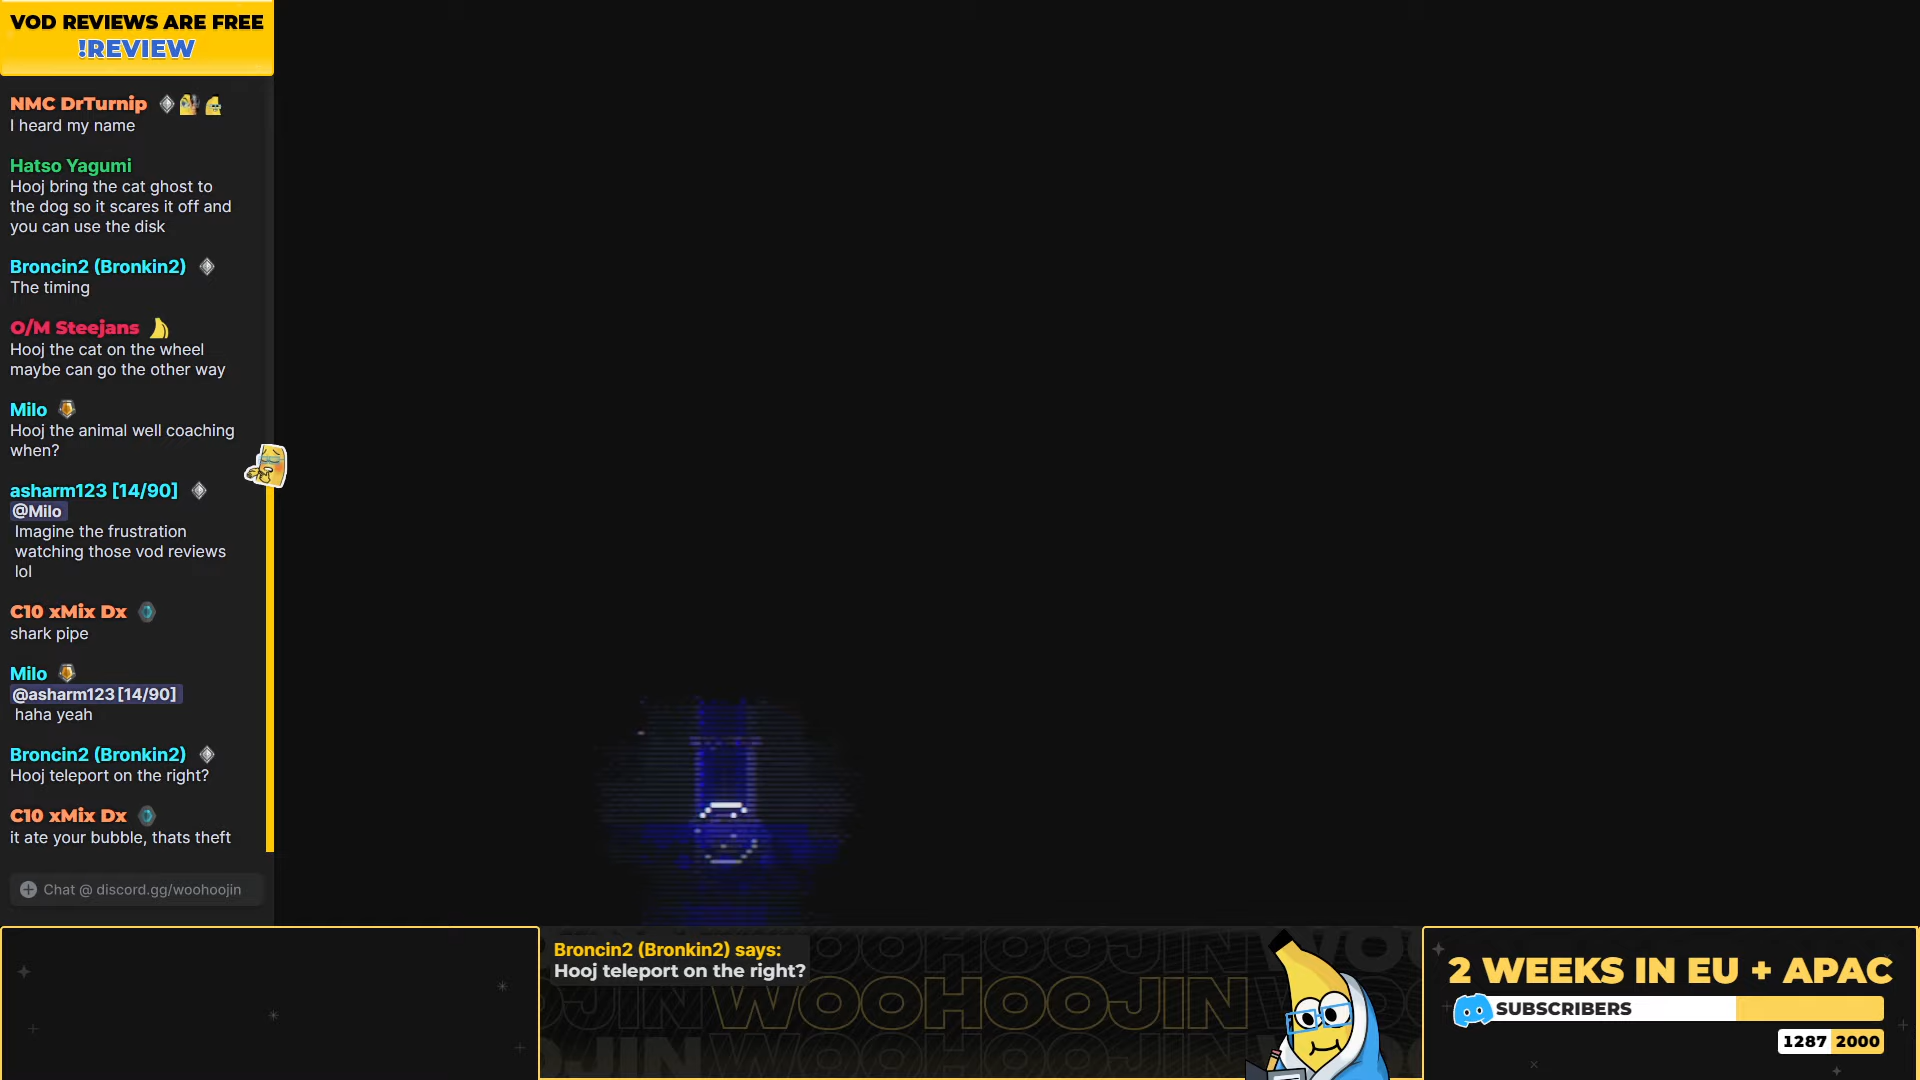 VOD REVIEWS ARE FREE
!REVIEW
NMC DrTurnip
I heard my name
Hatso Yagumi
Hooj bring the cat ghost to
the dog so it scares it off and
you can use the disk
Broncin2 (Bronkin2)
The timing
O/M Steejans
Hooj the cat on the wheel
maybe can go the other way
Milo
Hooj the animal well coaching
when?
asharm123 [14/90]
@Milo
Imagine the frustration
watching those vod reviews
lol
C10 xMix Dx
shark pipe
Milo
@asharm123 [14/90]
haha yeah
Broncin2 (Bronkin2)
Hooj teleport on the right?
C10 xMix Dx
it ate your bubble, thats theft
Chat @ discord.gg/woohoojin
Broncin2 (Bronkin2) says:
Hooj teleport on the right?
WOOHOOJIN
2 WEEKS IN EU + APAC
SUBSCRIBERS
1287 2000